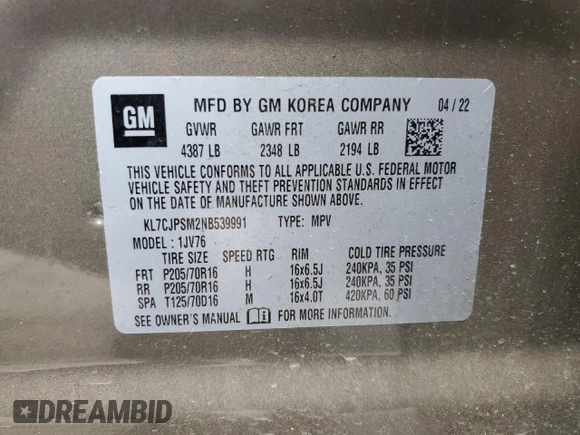 GM
MFD BY GM KOREA COMPANY 04 / 22
GVWR GAWR FRT GAWR RR
4387 LB 2348 LB 2194 LB
THIS VEHICLE CONFORMS TO ALL APPLICABLE U.S. FEDERAL MOTOR
VEHICLE SAFETY AND THEFT PREVENTION STANDARDS IN EFFECT
ON THE DATE OF MANUFACTURE SHOWN ABOVE.
KL7CJPSM2NB539991 TYPE: MPV
MODEL : 1JV76
TIRE SIZE SPEED RTG RIM COLD TIRE PRESSURE
FRT P205/70R16 H 16x6.5J 240KPA, 35 PSI
RR P205/70R16 H 16x6.5J 240KPA, 35 PSI
SPA T125/70D16 M 16x4.0T 420KPA, 60 PSI
SEE OWNER'S MANUAL FOR MORE INFORMATION.
DREAMBID